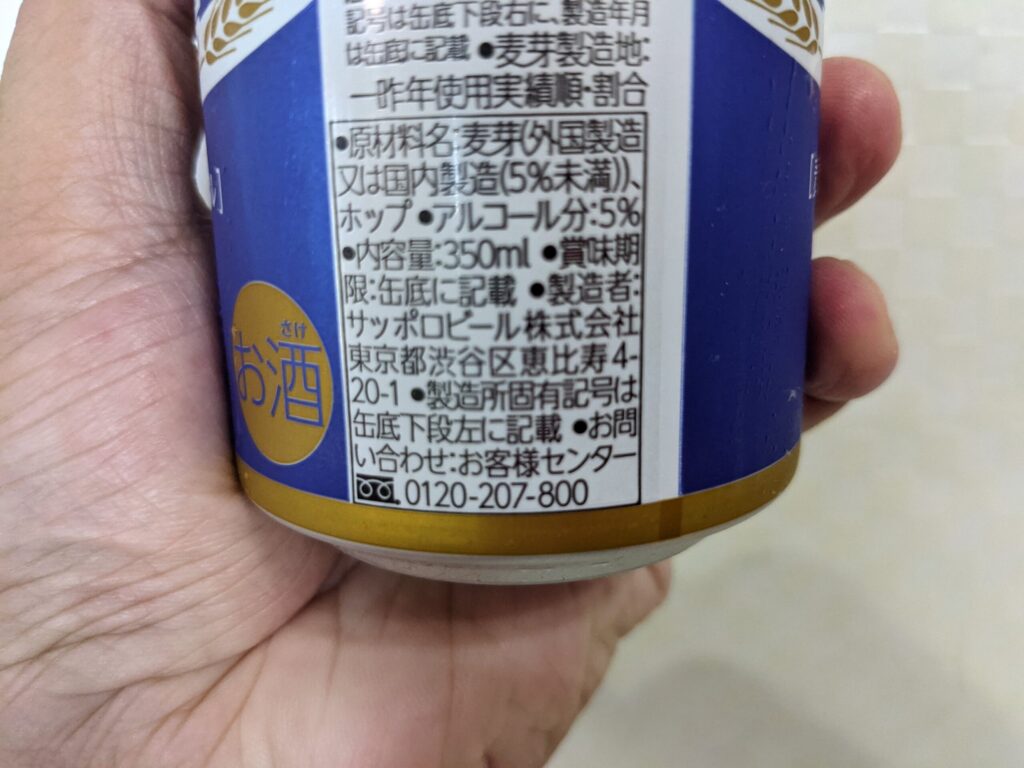 記号は缶底下段右に、製造年月
は缶底に記載 ●麦芽製造地:
一昨年使用実績順・割合
●原材料名:麦芽(外国製造
又は国内製造(5%未満))、
ホップ ●アルコール分:5%
●内容量:350ml ●賞味期
限:缶底に記載 ●製造者:
サッポロビール株式会社
東京都渋谷区恵比寿4-
20-1 ●製造所固有記号は
缶底下段左に記載 ●お問
い合わせ:お客様センター
0120-207-800
さけ
お酒